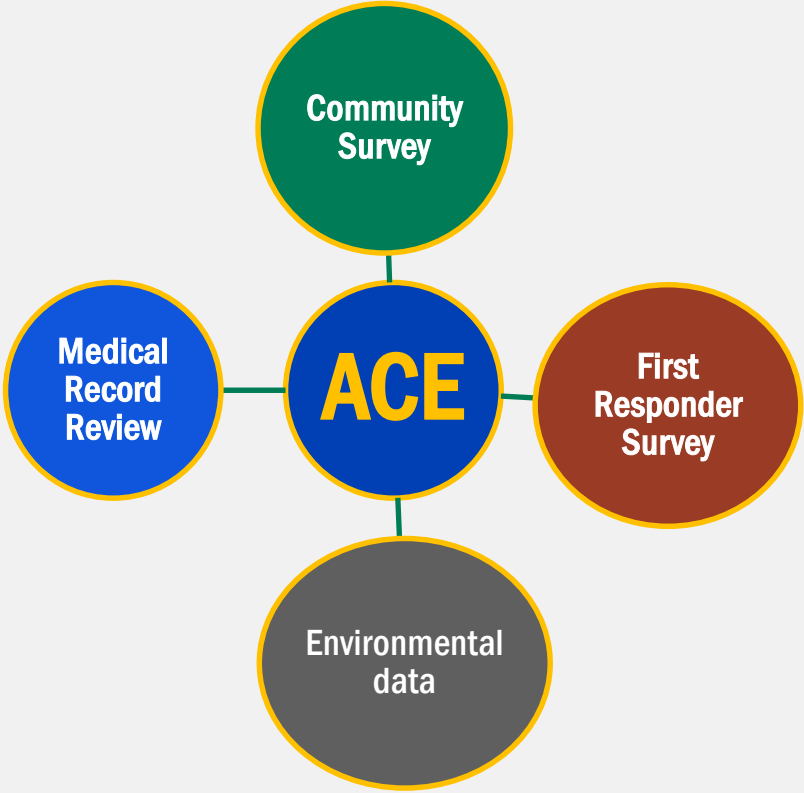 Community
Survey
Medical
Record
Review
ACE
First
Responder
Survey
Environmental
data